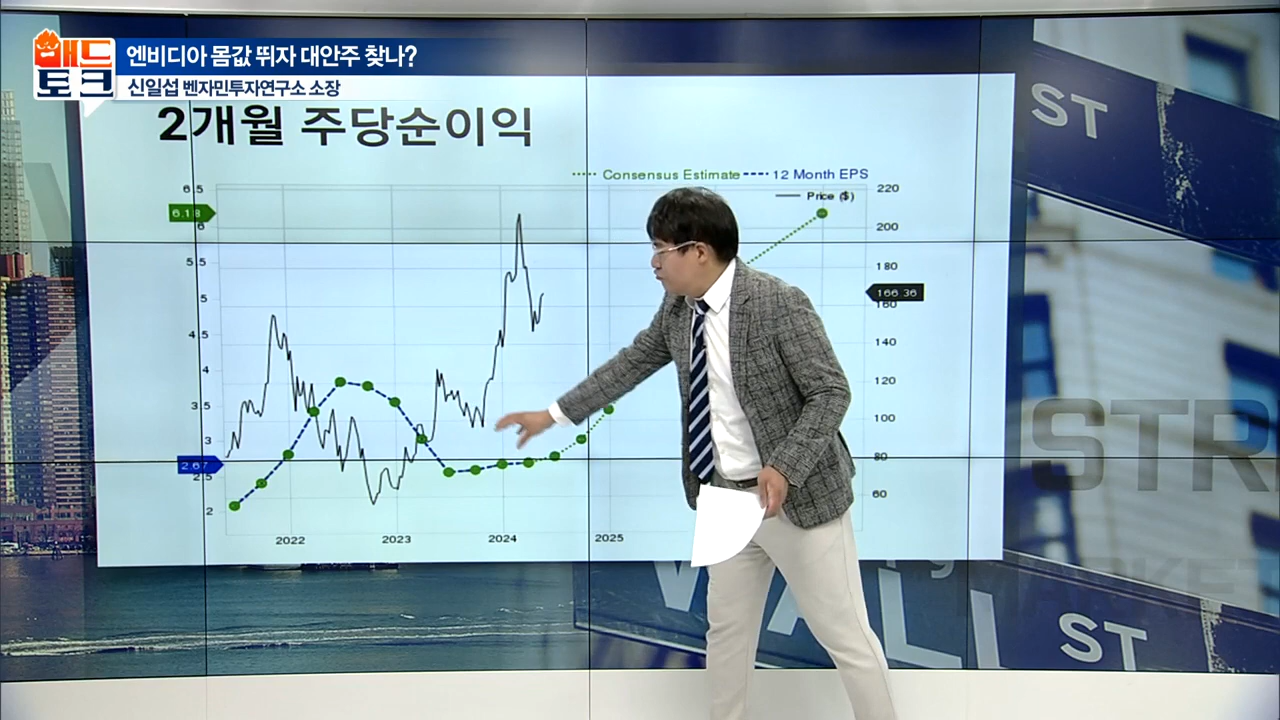 매드
토크
엔비디아 몸값 뛰자 대안주 찾나?
신일섭 벤자민투자연구소 소장
2개월 주당순이익
Consensus Estimate 12 Month EPS
Price ($)
6.5
6.18
6
5.5
5
4.5
4
3.5
3
2.67
2.5
2
220
200
180
166.36
160
140
120
100
80
60
2022 2023 2024 2025
ST
STR
WALL
ST